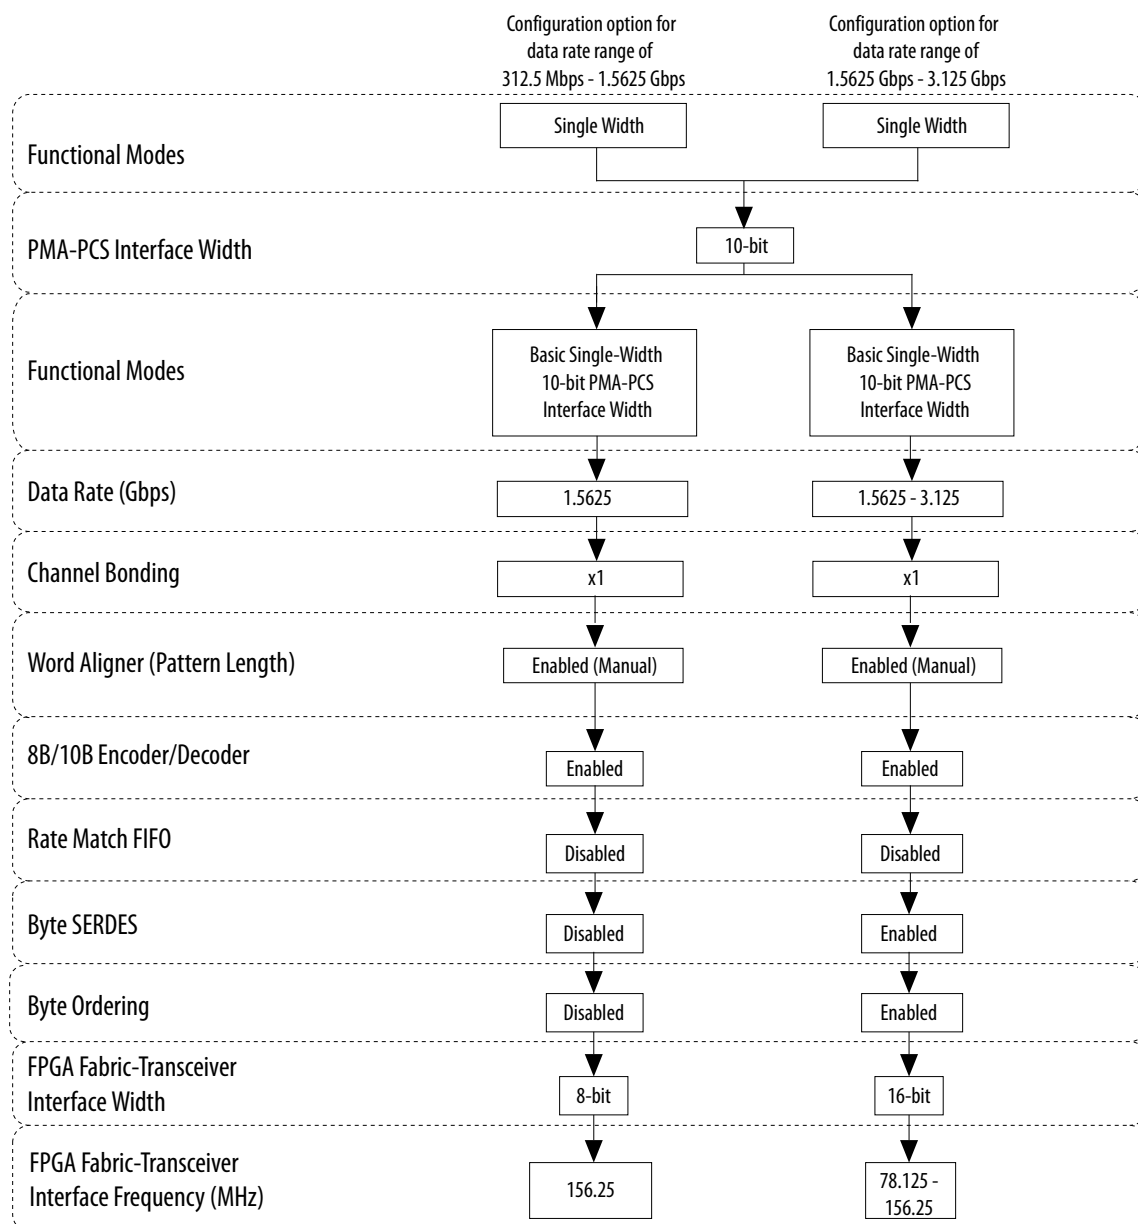 Configuration option for
data rate range of
312.5 Mbps - 1.5625 Gbps
Configuration option for
data rate range of
1.5625 Gbps - 3.125 Gbps
Functional Modes
Single Width
Single Width
PMA-PCS Interface Width
10-bit
Functional Modes
Basic Single-Width
10-bit PMA-PCS
Interface Width
Basic Single-Width
10-bit PMA-PCS
Interface Width
Data Rate (Gbps)
1.5625
1.5625 - 3.125
Channel Bonding
x1
x1
Word Aligner (Pattern Length)
Enabled (Manual)
Enabled (Manual)
8B/10B Encoder/Decoder
Enabled
Enabled
Rate Match FIFO
Disabled
Disabled
Byte SERDES
Disabled
Enabled
Byte Ordering
Disabled
Enabled
FPGA Fabric-Transceiver
Interface Width
8-bit
16-bit
FPGA Fabric-Transceiver
Interface Frequency (MHz)
156.25
78.125 -
156.25